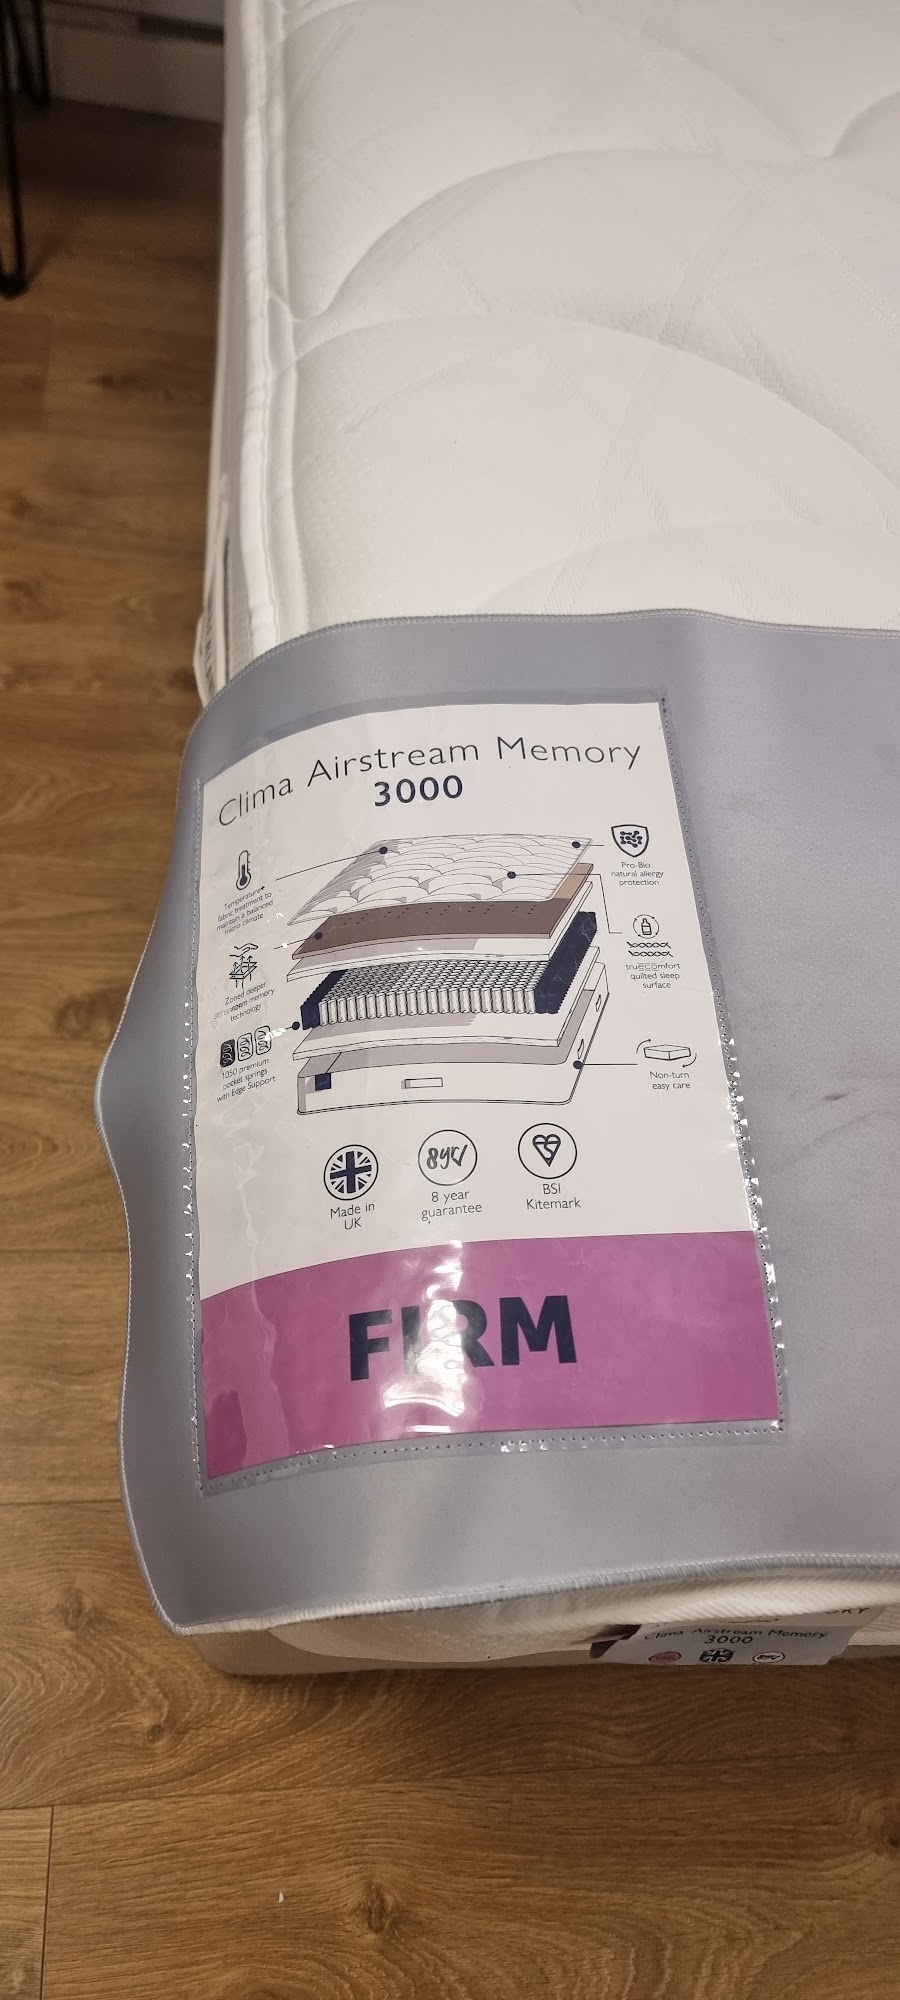 Clima Airstream Memory
3000
Temperature+
fabric treatment to
maintain a balanced
micro climate
Pro-Bio
natural allergy
protection
Zoned deeper
memory
technology
truecomfort
quilted sleep
surface
1050 premium
pocket springs
with Edge Support
Non-turn
easy care
8yr
Made in
UK
8 year
guarantee
BSI
Kitemark
FIRM
Clima Airstream Memory
3000